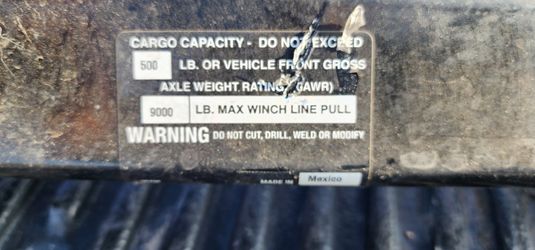 CARGO CAPACITY - DO NOT EXCEED
500 LB. OR VEHICLE FRONT GROSS
AXLE WEIGHT RATING (GAWR)
9000 LB. MAX WINCH LINE PULL
WARNING DO NOT CUT, DRILL, WELD OR MODIFY
MADE IN Mexico